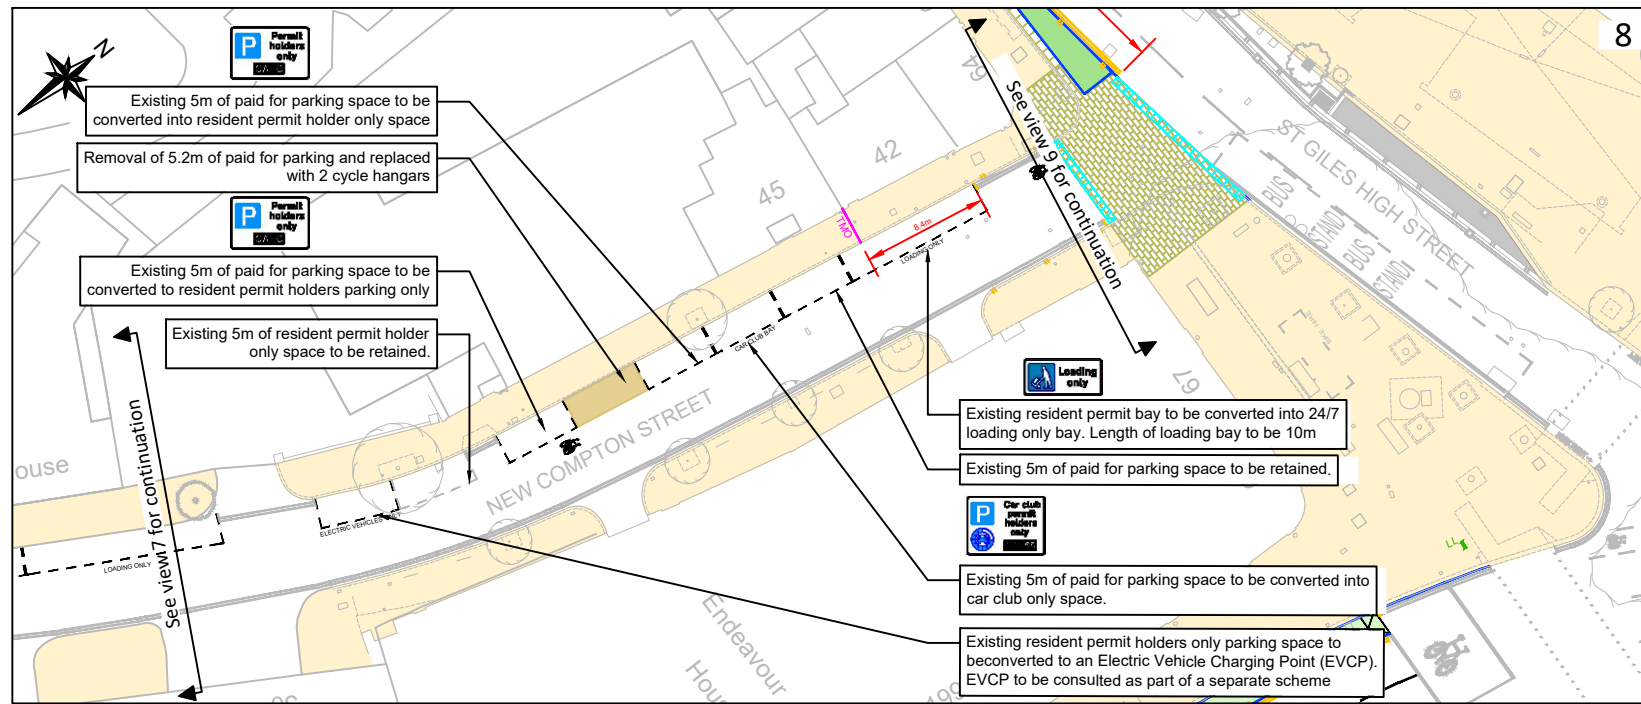 8
N
P Permit
holders
only
Existing 5m of paid for parking space to be
converted into resident permit holder only space
Removal of 5.2m of paid for parking and replaced
with 2 cycle hangars
P Permit
holders
only
Existing 5m of paid for parking space to be
converted to resident permit holders parking only
Existing 5m of resident permit holder
only space to be retained.
64
42
45
TMO
8.4m
LOADING ONLY
CAR CLUB BAY
See view 9 for continuation
ST GILES HIGH STREET
BUS
STAND
BUS
STAND
67
NEW COMPTON STREET
ouse
ELECTRIC VEHICLES ONLY
LOADING ONLY
See view 7 for continuation
Loading
only
Existing resident permit bay to be converted into 24/7
loading only bay. Length of loading bay to be 10m
Existing 5m of paid for parking space to be retained.
P Car club
permit
holders
only
Existing 5m of paid for parking space to be converted into
car club only space.
Existing resident permit holders only parking space to
beconverted to an Electric Vehicle Charging Point (EVCP).
EVCP to be consulted as part of a separate scheme
Endeavour
Hous
199
LL